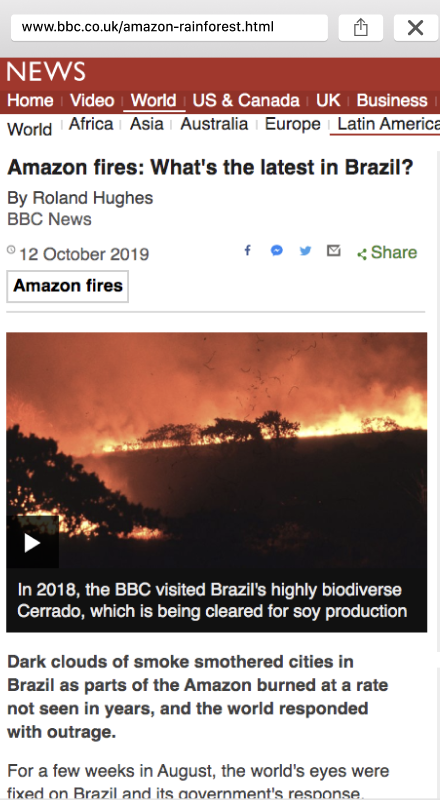 www.bbc.co.uk/amazon-rainforest.html
NEWS
Home Video World US & Canada UK Business
World Africa Asia Australia Europe Latin America
Amazon fires: What's the latest in Brazil?
By Roland Hughes
BBC News
12 October 2019 Share
Amazon fires
In 2018, the BBC visited Brazil's highly biodiverse
Cerrado, which is being cleared for soy production
Dark clouds of smoke smothered cities in
Brazil as parts of the Amazon burned at a rate
not seen in years, and the world responded
with outrage.
For a few weeks in August, the world's eyes were
fixed on Brazil and its government's response.